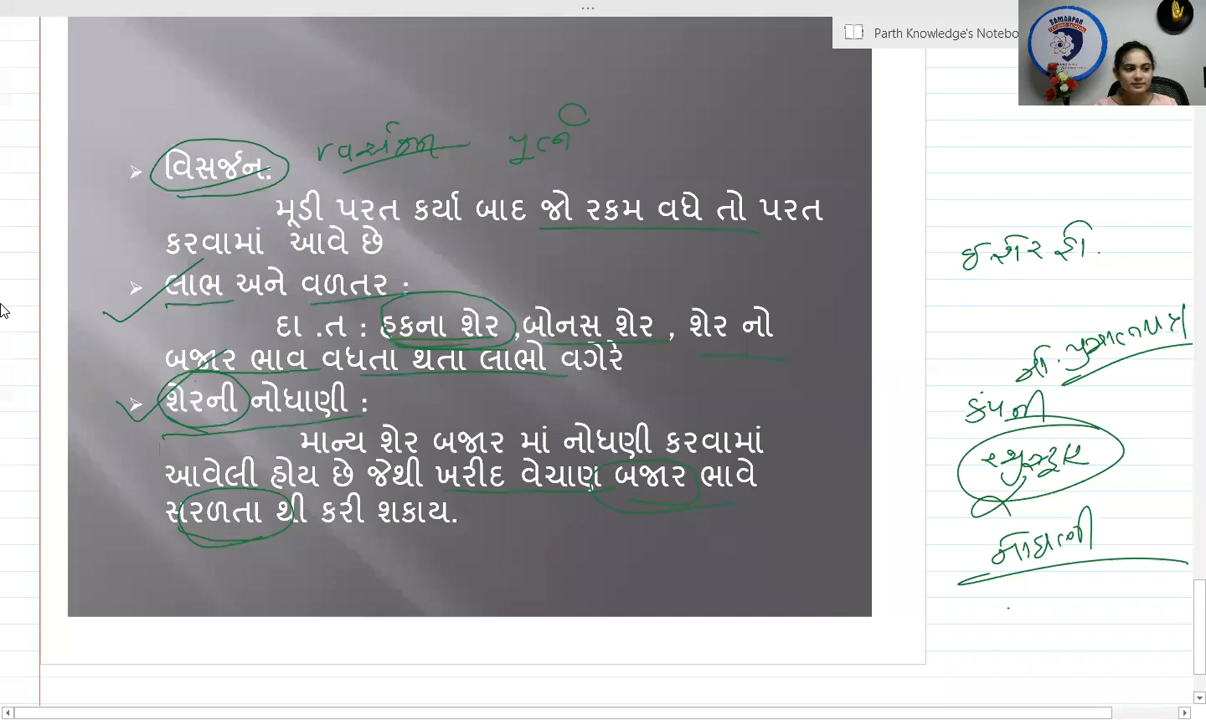 Parth Knowledge's Notebo
વિસર્જન:
મૂડી પરત કર્યા બાદ જો રકમ વધે તો પરત
કરવામાં આવે છે
લાભ અને વળતર :
દા .ત : હકના શેર ,બોનસ શેર , શેર નો
બજાર ભાવ વધતા થતા લાભો વગેરે
શેરની નોધાણી :
માન્ય શેર બજાર માં નોધણી કરવામાં
આવેલી હોય છે જેથી ખરીદ વેચાણ બજાર ભાવે
સરળતા થી કરી શકાય.
કંપની